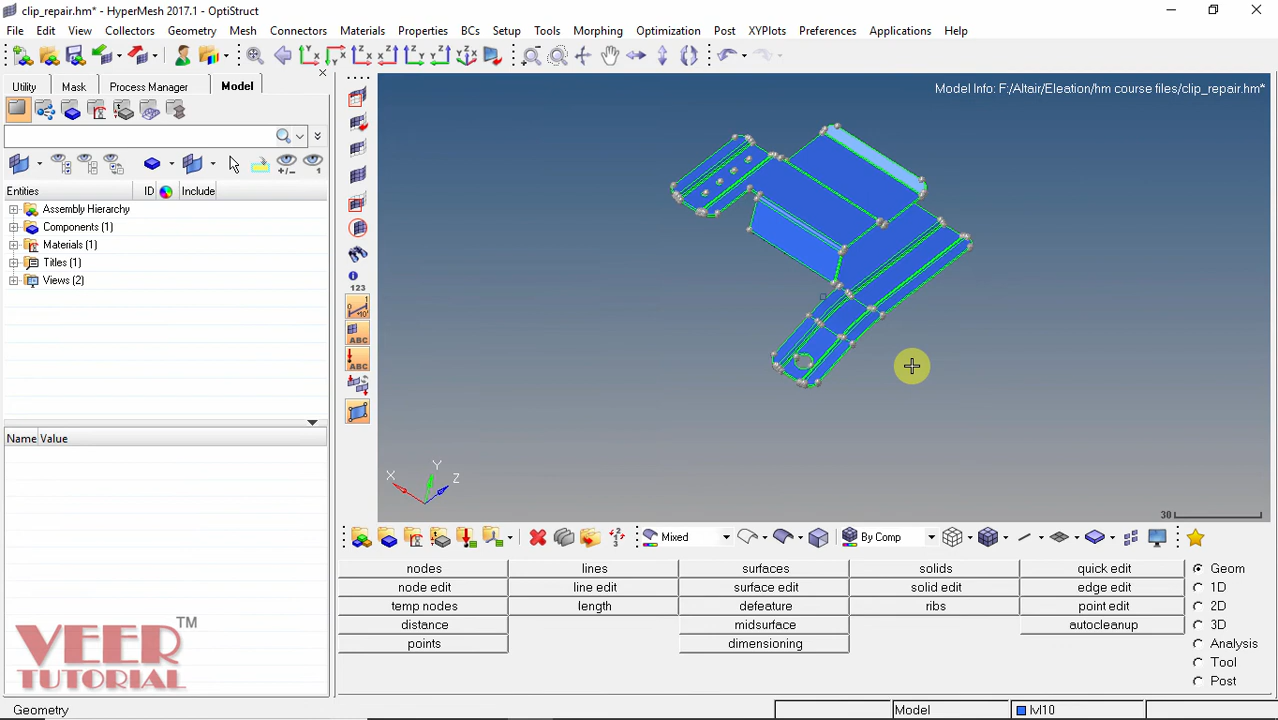 clip_repair.hm* - HyperMesh 2017.1 - OptiStruct
File Edit View Collectors Geometry Mesh Connectors Materials Properties BCs Setup Tools Morphing Optimization Post XYPlots Preferences Applications Help
Utility Mask Process Manager Model
Model Info: F:/Altair/Eleation/hm course files/clip_repair.hm*
Entities ID Include
Assembly Hierarchy
Components (1)
Materials (1)
Titles (1)
Views (2)
123
ABC
ABC
Name Value
X Y Z
30
Mixed By Comp
nodes lines surfaces solids quick edit Geom
node edit line edit surface edit solid edit edge edit 1D
temp nodes length defeature ribs point edit 2D
distance midsurface autocleanup 3D
points dimensioning Analysis
Tool
Post
VEER TM
TUTORIAL
Geometry Model lvl10